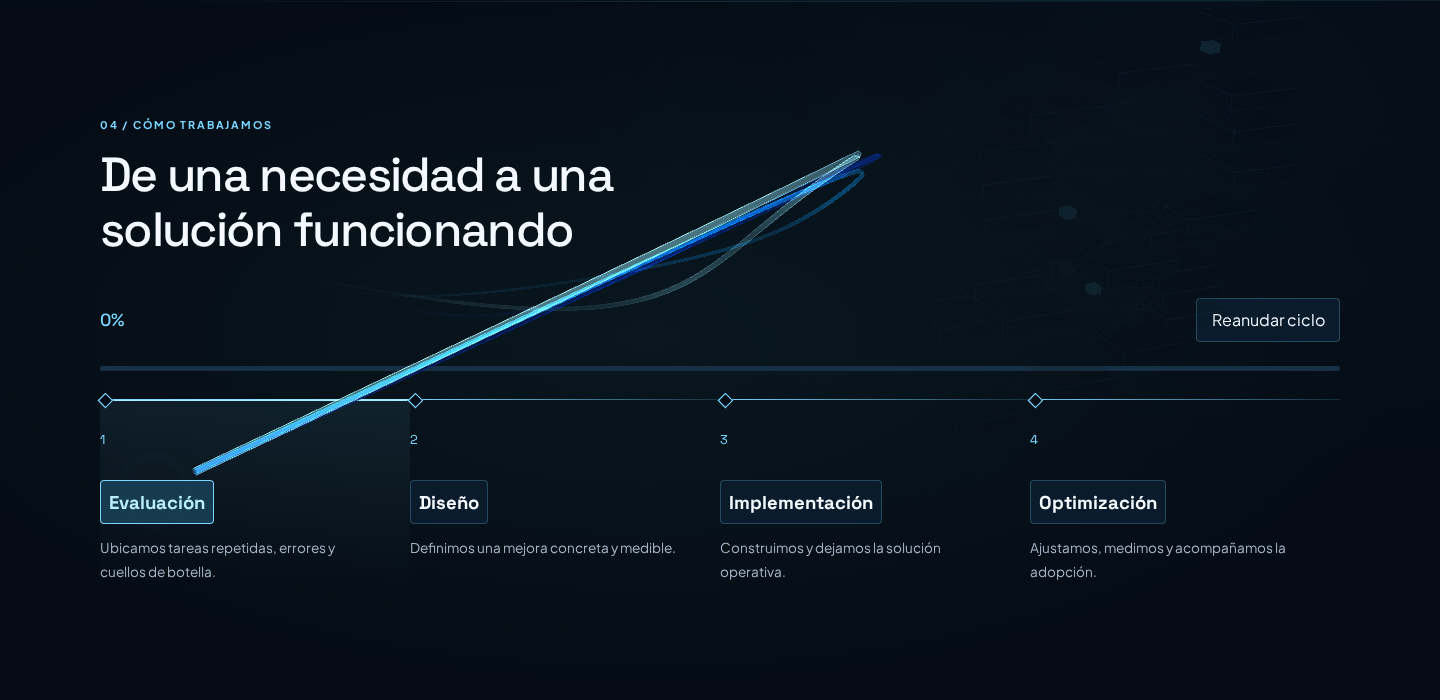 04 / CÓMO TRABAJAMOS
De una necesidad a una
solución funcionando
0%
Reanudar ciclo
1
2
3
4
Evaluación
Diseño
Implementación
Optimización
Ubicamos tareas repetidas, errores y
cuellos de botella.
Definimos una mejora concreta y medible.
Construimos y dejamos la solución
operativa.
Ajustamos, medimos y acompañamos la
adopción.